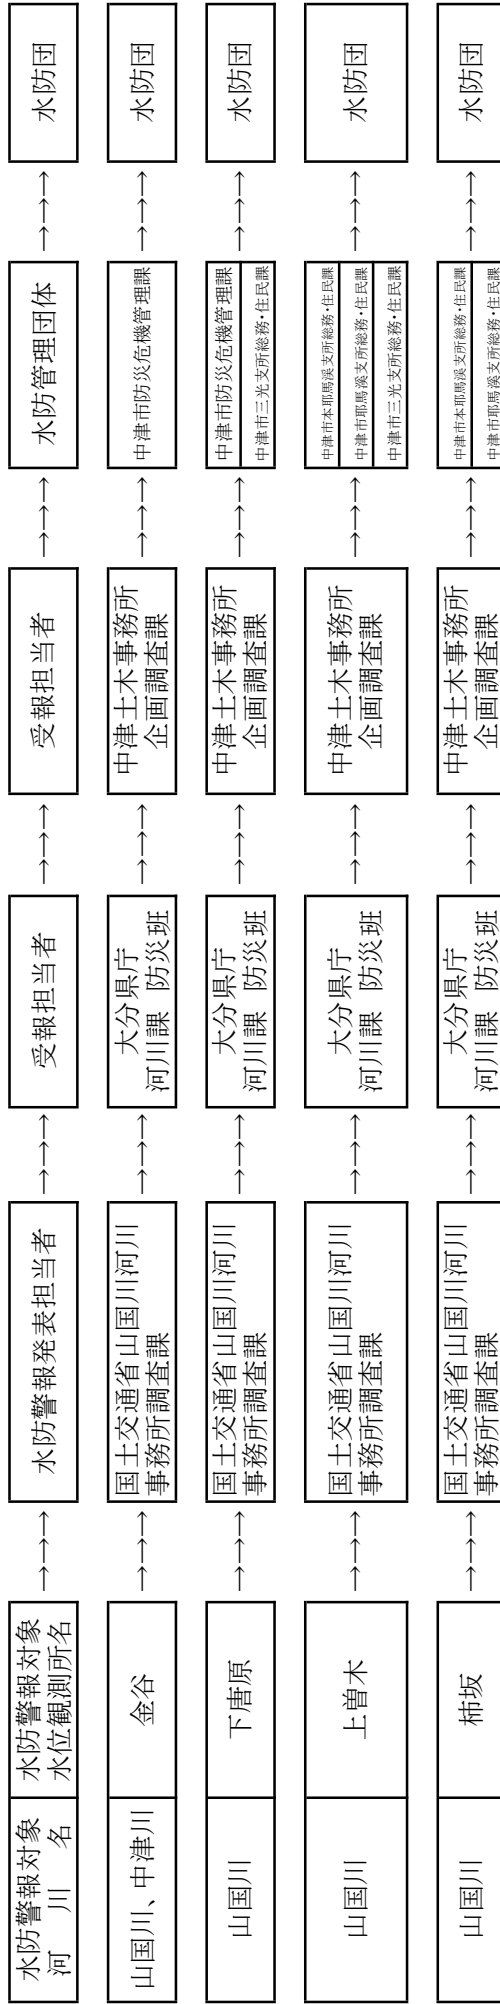 水防警報対象
河川名
水防警報対象
水位観測所名
→→→→
水防警報発表担当者
→→→→
受報担当者
→→→→
受報担当者
→→→→
水防管理団体
→→→→
水防団
山国川、中津川
金谷
→→→→
国土交通省山国川河川
事務所調査課
→→→→
大分県庁
河川課 防災班
→→→→
中津土木事務所
企画調査課
→→→→
中津市防災危機管理課
→→→→
水防団
山国川
下唐原
→→→→
国土交通省山国川河川
事務所調査課
→→→→
大分県庁
河川課 防災班
→→→→
中津土木事務所
企画調査課
→→→→
中津市防災危機管理課
中津市三光支所総務・住民課
→→→→
水防団
山国川
上曽木
→→→→
国土交通省山国川河川
事務所調査課
→→→→
大分県庁
河川課 防災班
→→→→
中津土木事務所
企画調査課
→→→→
中津市本耶馬渓支所総務・住民課
中津市耶馬渓支所総務・住民課
中津市三光支所総務・住民課
→→→→
水防団
山国川
柿坂
→→→→
国土交通省山国川河川
事務所調査課
→→→→
大分県庁
河川課 防災班
→→→→
中津土木事務所
企画調査課
→→→→
中津市本耶馬渓支所総務・住民課
中津市耶馬渓支所総務・住民課
→→→→
水防団